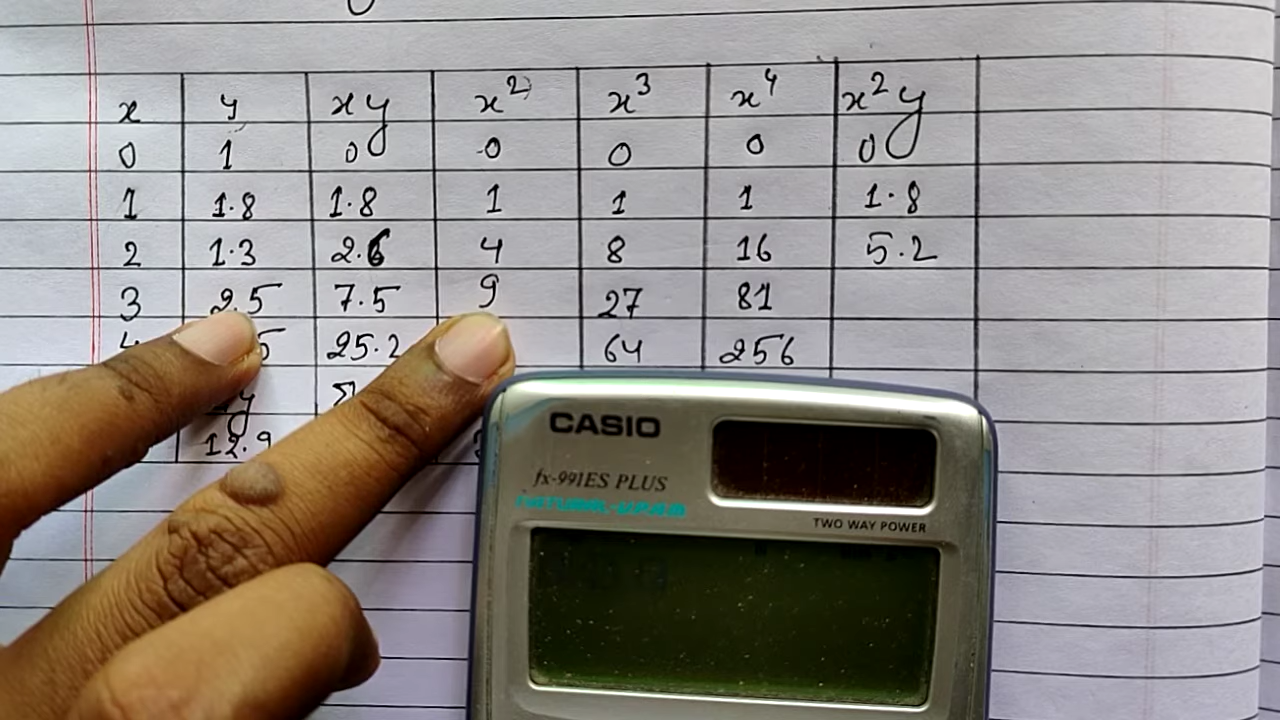 x y xy x² x³ x⁴ x²y
0 1 0 0 0 0 0
1 1.8 1.8 1 1 1 1.8
2 1.3 2.6 4 8 16 5.2
3 2.5 7.5 9 27 81
25.2 64 256
y
12.9
CASIO
fx-991ES PLUS
NATURAL-V.P.A.M.
TWO WAY POWER